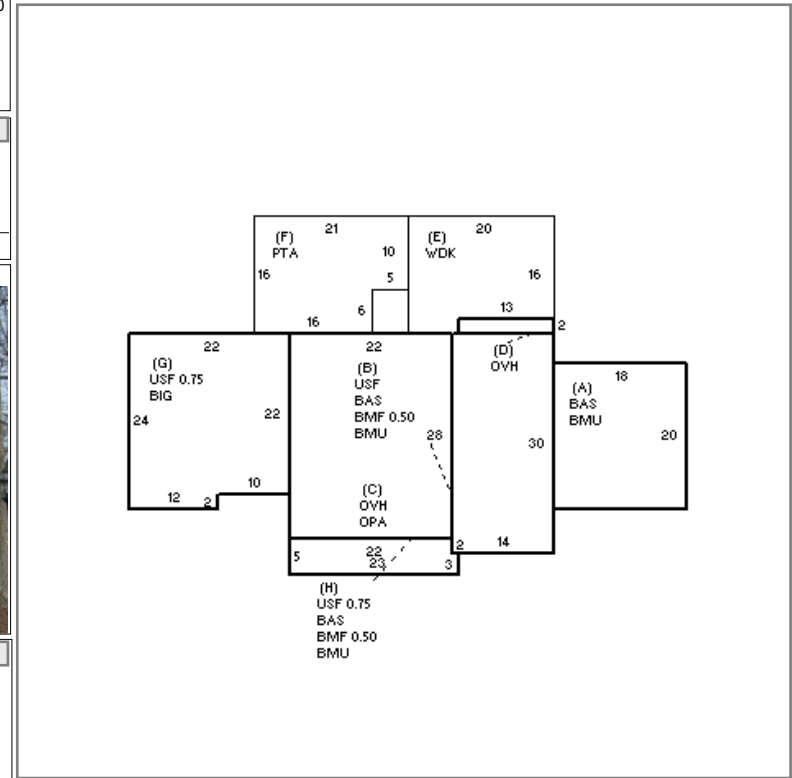 21
20
(F)
PTA
10
(E)
WDK
16
5
16
6
13
16
2
22
22
(G)
USF 0.75
BIG
(B)
USF
BAS
BMF 0.50
BMU
(D)
OVH
18
(A)
BAS
BMU
24
22
28
30
20
10
12
2
(C)
OVH
OPA
2
14
5
22
23
3
(H)
USF 0.75
BAS
BMF 0.50
BMU